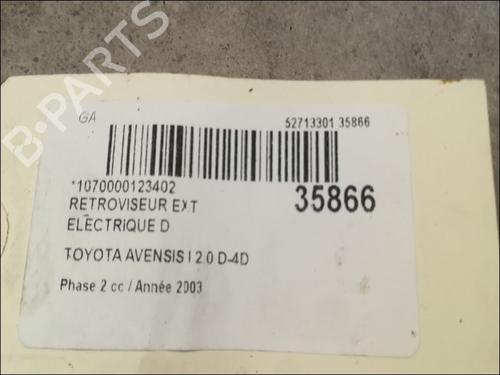 B-PARTS
GA
52713301 35866
*1070000123402
35866
RETROVISEUR EXT
ELECTRIQUE D
TOYOTA AVENSIS I 2.0 D-4D
Phase 2 cc / Année 2003